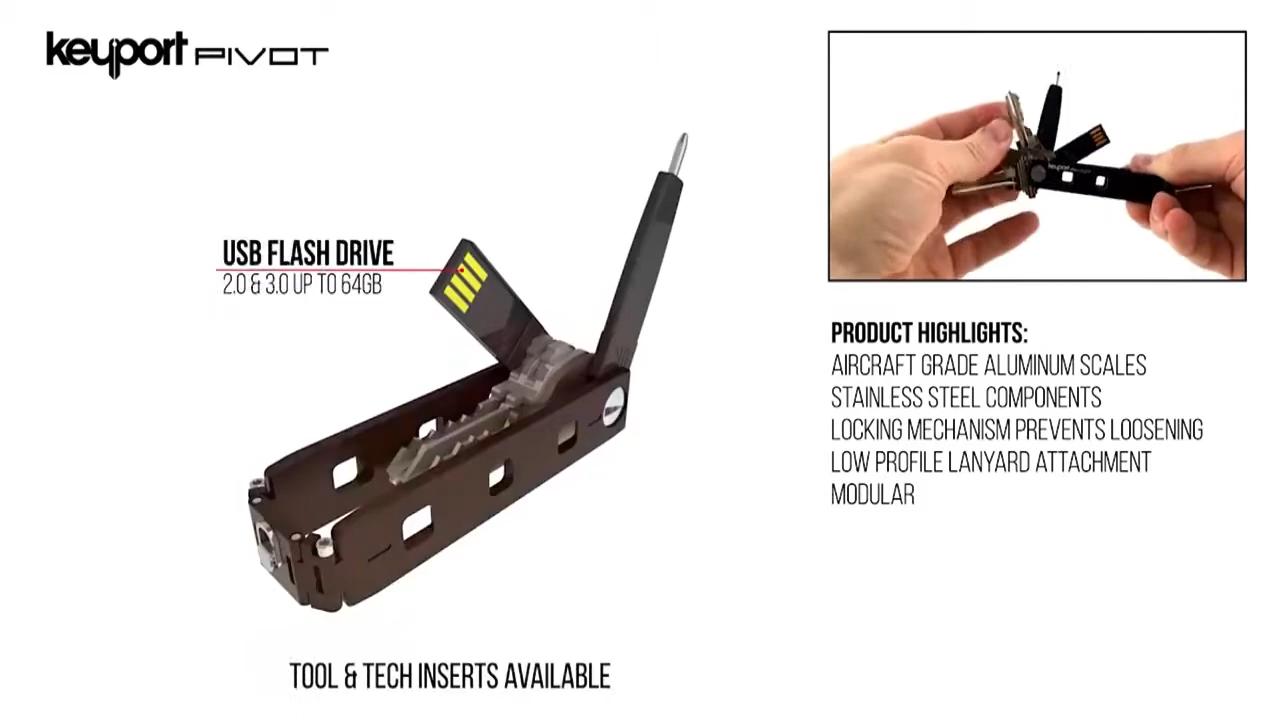 keyport PIVOT
USB FLASH DRIVE
2.0 & 3.0 UP TO 64GB
keyport
PRODUCT HIGHLIGHTS:
AIRCRAFT GRADE ALUMINUM SCALES
STAINLESS STEEL COMPONENTS
LOCKING MECHANISM PREVENTS LOOSENING
LOW PROFILE LANYARD ATTACHMENT
MODULAR
TOOL & TECH INSERTS AVAILABLE